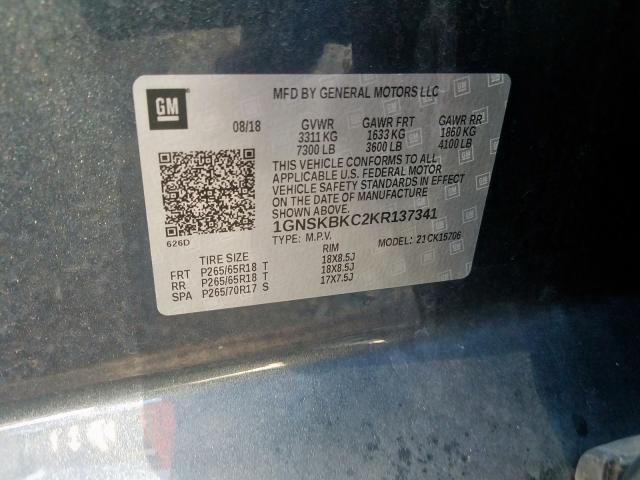 GM
MFD BY GENERAL MOTORS LLC
08/18 GVWR GAWR FRT GAWR RR
3311 KG 1633 KG 1860 KG
7300 LB 3600 LB 4100 LB
THIS VEHICLE CONFORMS TO ALL
APPLICABLE U.S. FEDERAL MOTOR
VEHICLE SAFETY STANDARDS IN EFFECT
ON THE DATE OF MANUFACTURE
SHOWN ABOVE.
1GNSKBKC2KR137341
626D TYPE: M.P.V. MODEL: 21CK15706
TIRE SIZE RIM
FRT P265/65R18 T 18X8.5J
RR P265/65R18 T 18X8.5J
SPA P265/70R17 S 17X7.5J